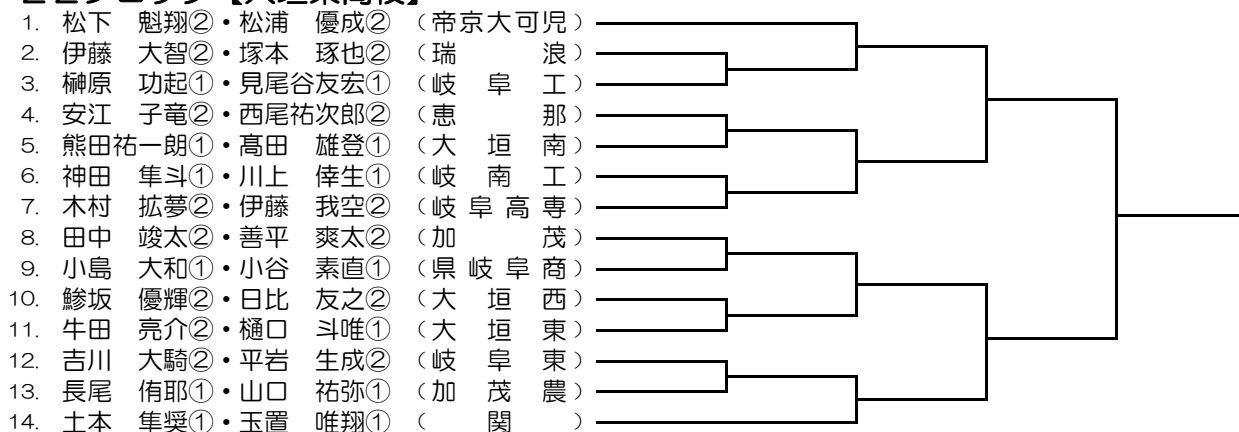 1. 松下　魁翔②・松浦　優成②　（帝京大可児）
2. 伊藤　大智②・塚本　琢也②　（瑞　　　浪）
3. 榊原　功起①・見尾谷友宏①　（岐　阜　工）
4. 安江　子竜②・西尾祐次郎②　（恵　　　那）
5. 熊田祐一朗①・髙田　雄登①　（大　垣　南）
6. 神田　隼斗①・川上　倖生①　（岐　南　工）
7. 木村　拡夢②・伊藤　我空②　（岐 阜 高 専）
8. 田中　竣太②・善平　爽太②　（加　　　茂）
9. 小島　大和①・小谷　素直①　（県 岐 阜 商）
10. 鯵坂　優輝②・日比　友之②　（大　垣　西）
11. 牛田　亮介②・樋口　斗唯①　（大　垣　東）
12. 吉川　大騎②・平岩　生成②　（岐　阜　東）
13. 長尾　侑耶①・山口　祐弥①　（加　茂　農）
14. 土本　隼奨①・玉置　唯翔①　（　　関　　）